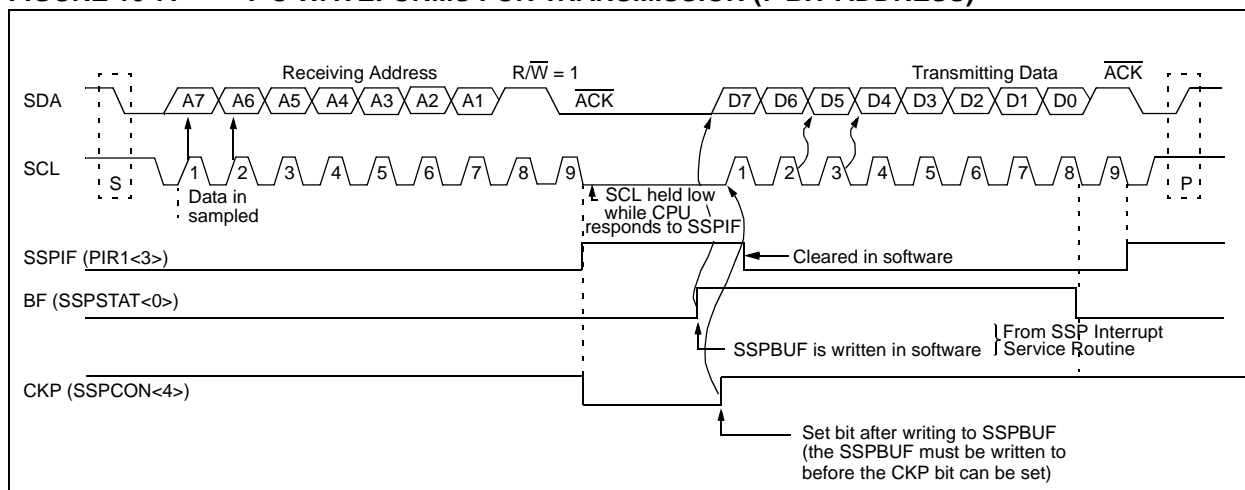 Receiving Address R/W = 1 Transmitting Data ACK
SDA A7 A6 A5 A4 A3 A2 A1 ACK D7 D6 D5 D4 D3 D2 D1 D0
SCL S 1 2 3 4 5 6 7 8 9 1 2 3 4 5 6 7 8 9 P
Data in
sampled
SCL held low
while CPU
responds to SSPIF
SSPIF (PIR1<3>)
Cleared in software
BF (SSPSTAT<0>)
SSPBUF is written in software
From SSP Interrupt
Service Routine
CKP (SSPCON<4>)
Set bit after writing to SSPBUF
(the SSPBUF must be written to
before the CKP bit can be set)